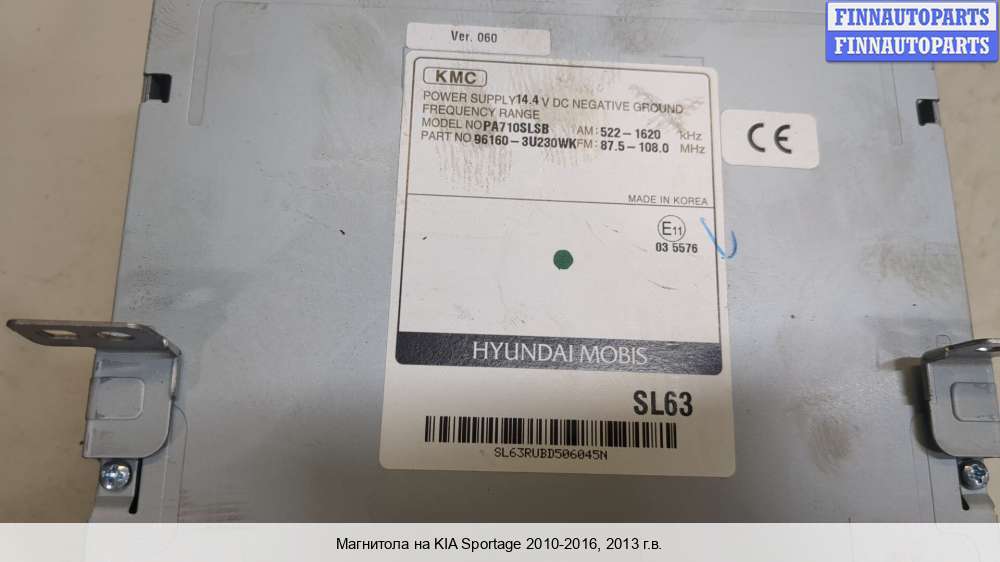 FINNAUTOPARTS
FINNAUTOPARTS
Ver. 060
KMC
POWER SUPPLY 14.4 V DC NEGATIVE GROUND
FREQUENCY RANGE
MODEL NO PA710SLSB AM: 522-1620 kHz
PART NO 96160-3U230WK FM: 87.5-108.0 MHz
CE
MADE IN KOREA
E11
03 5576
HYUNDAI MOBIS
SL63
SL63RUBD506045N
Магнитола на KIA Sportage 2010-2016, 2013 г.в.